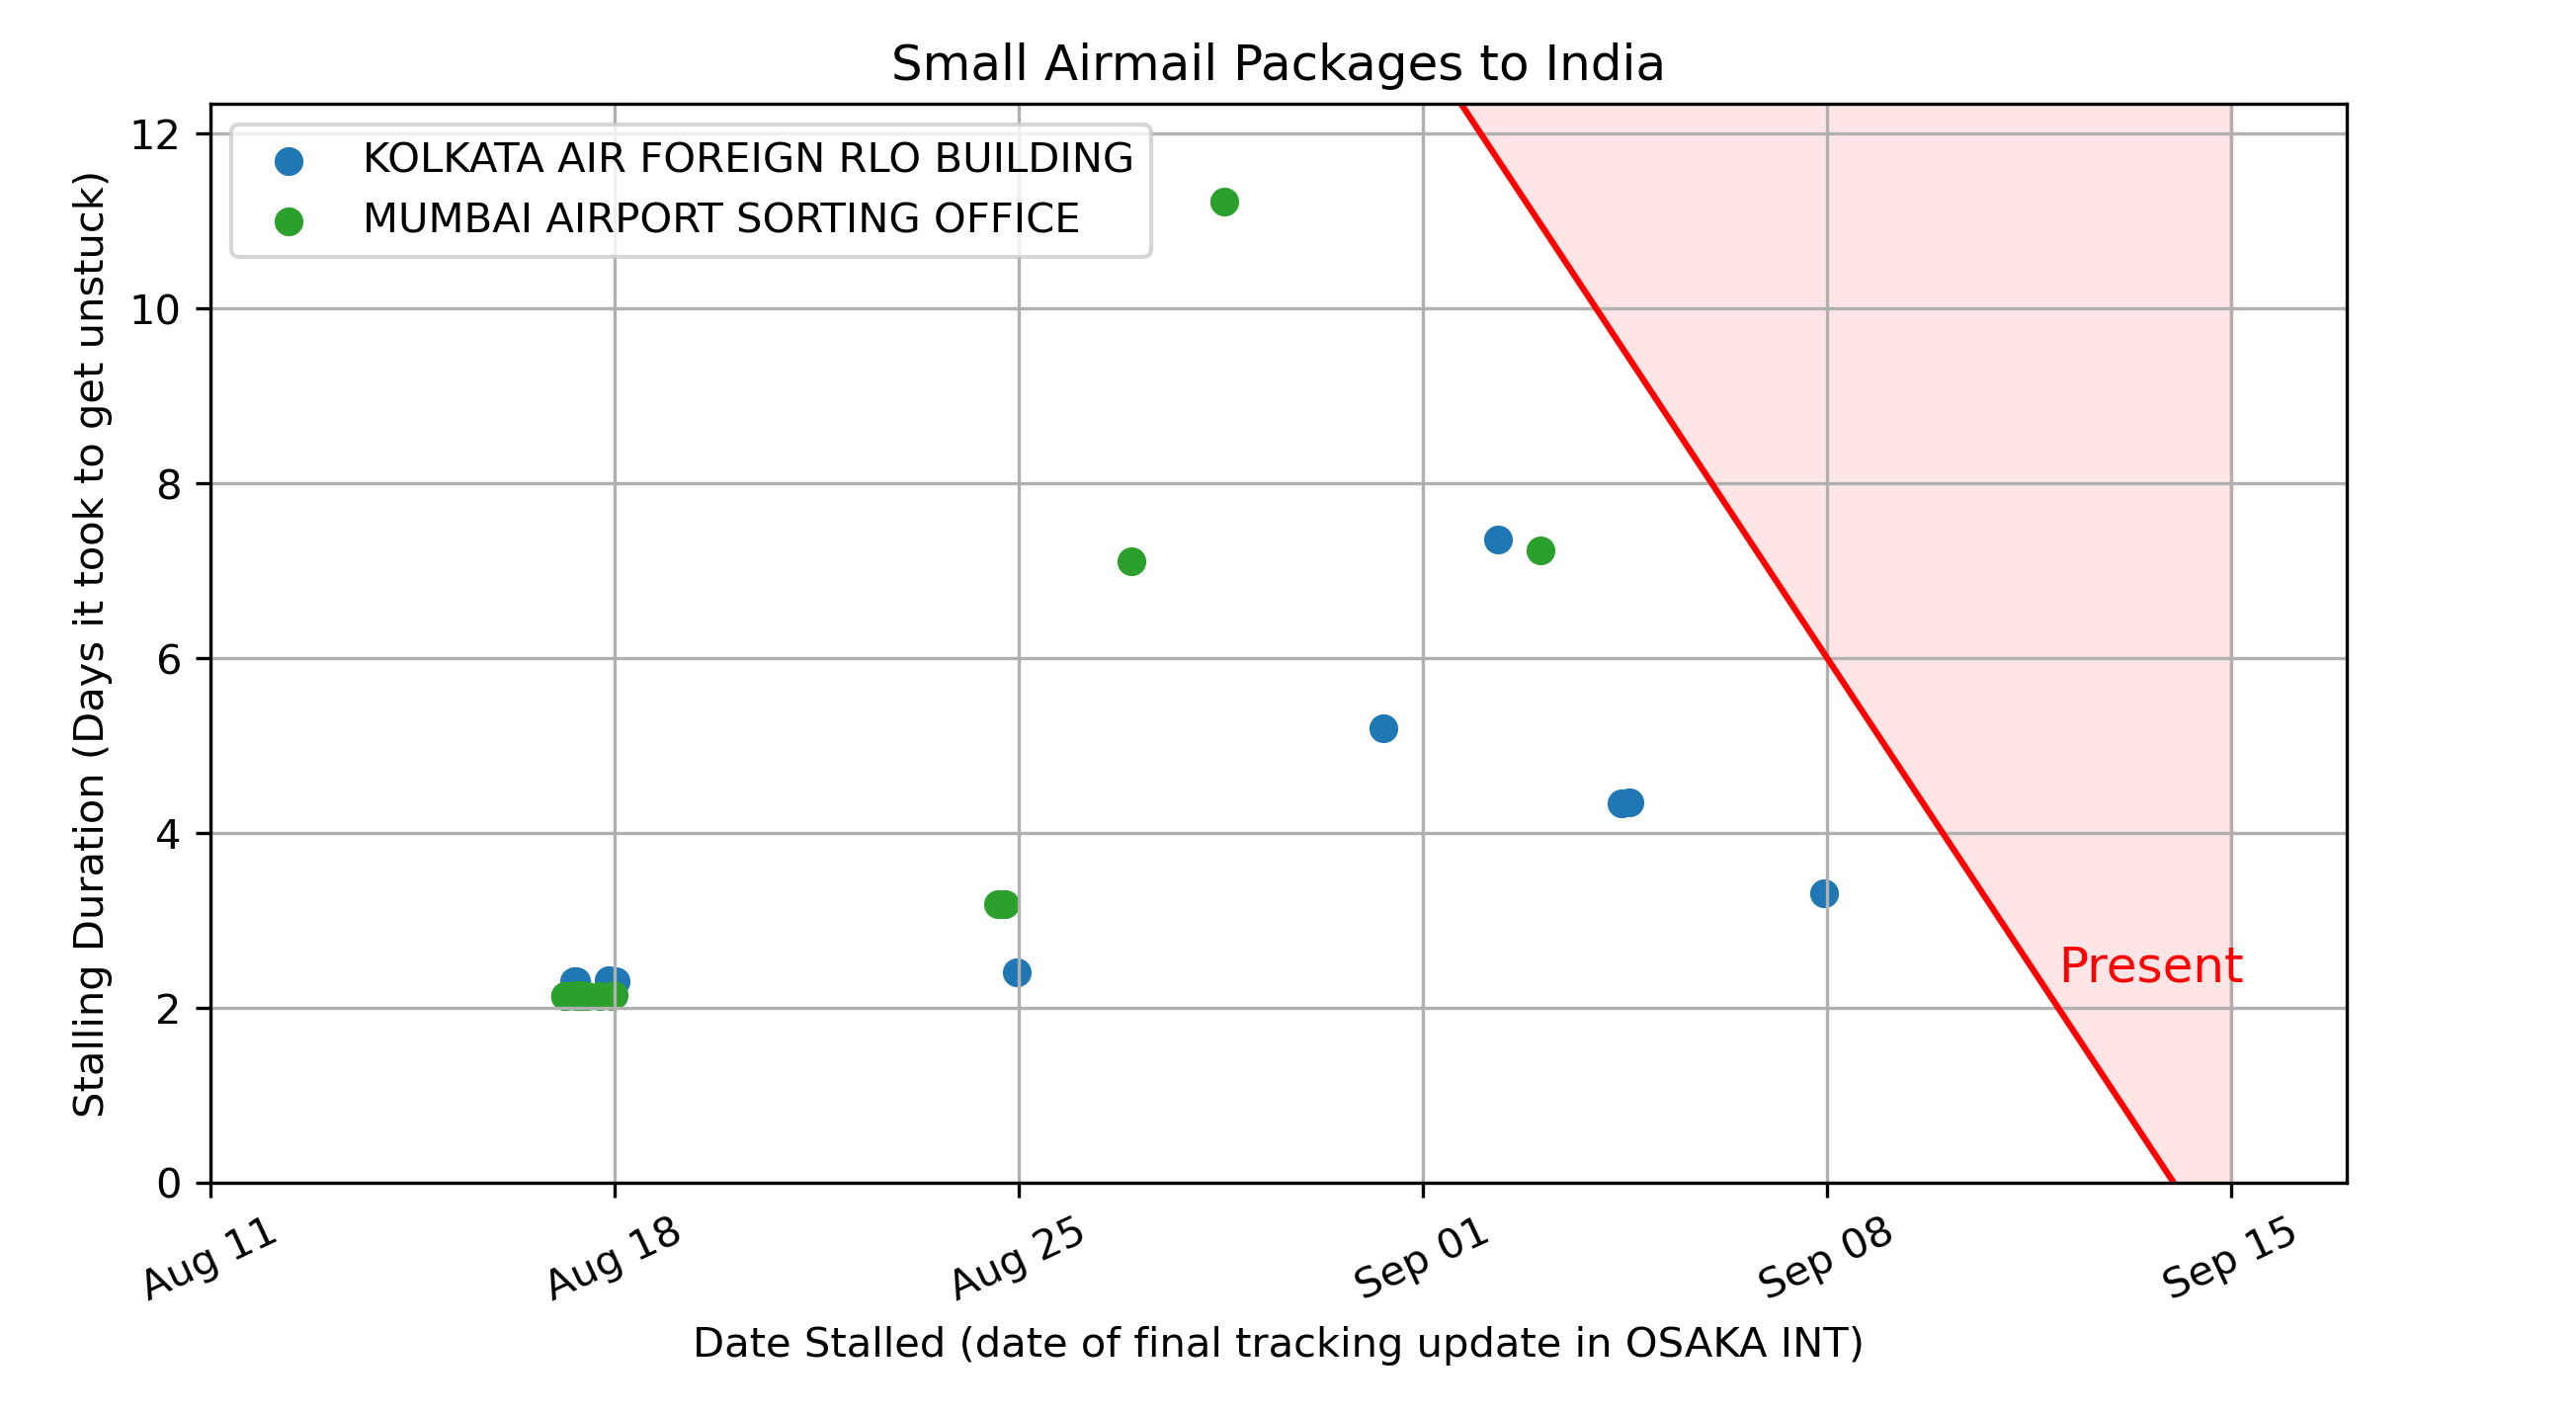 Small Airmail Packages to India
KOLKATA AIR FOREIGN RLO BUILDING
MUMBAI AIRPORT SORTING OFFICE
Stalling Duration (Days it took to get unstuck)
12
10
8
6
4
2
0
Present
Aug 11
Aug 18
Aug 25
Sep 01
Sep 08
Sep 15
Date Stalled (date of final tracking update in OSAKA INT)